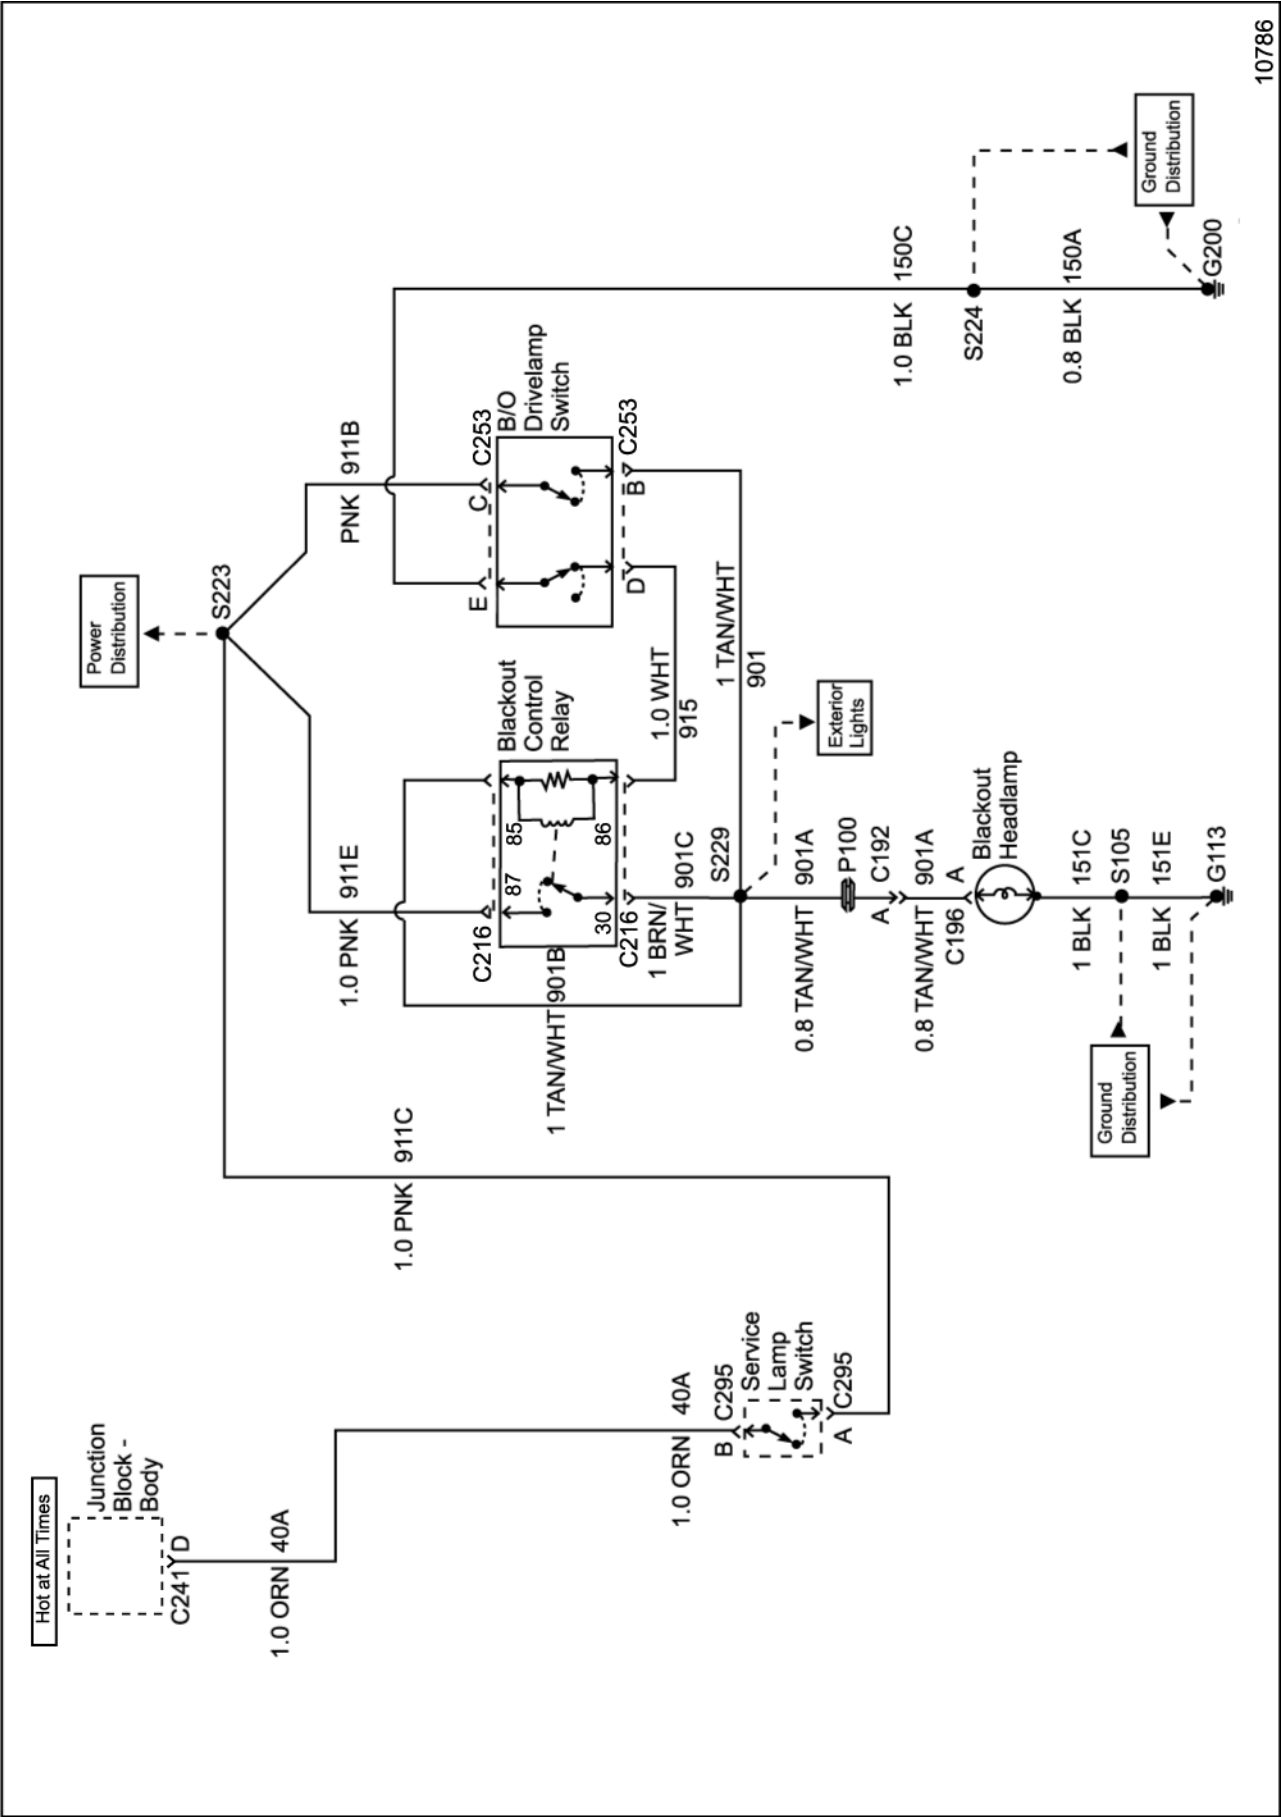 10786
Hot at All Times
Junction
Block -
Body
C241
D
1.0 ORN
40A
1.0 ORN
40A
B
C295
Service
Lamp
Switch
A
C295
1.0 PNK
911C
Power
Distribution
S223
1.0 PNK
911E
PNK
911B
C216
Blackout
Control
Relay
85
86
87
30
C216
1 TAN/WHT
901B
1 BRN/
WHT
901C
1.0 WHT
915
E
C
C253
B/O
Drivelamp
Switch
D
B
C253
1 TAN/WHT
901
S229
Exterior
Lights
0.8 TAN/WHT
901A
P100
A
C192
0.8 TAN/WHT
901A
C196
A
Blackout
Headlamp
1 BLK
151C
S105
1 BLK
151E
G113
Ground
Distribution
1.0 BLK
150C
S224
0.8 BLK
150A
G200
Ground
Distribution